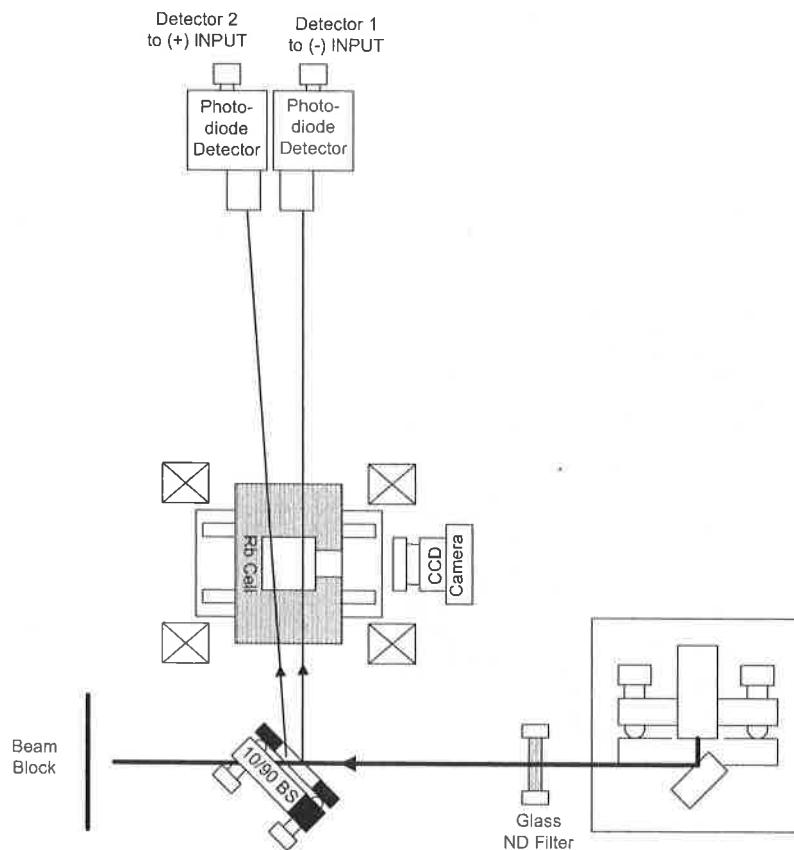 Detector 2
to (+) INPUT
Detector 1
to (-) INPUT
Photo-
diode
Detector
Photo-
diode
Detector
Rb Cell
CCD
Camera
Beam
Block
10/90 BS
Glass
ND Filter